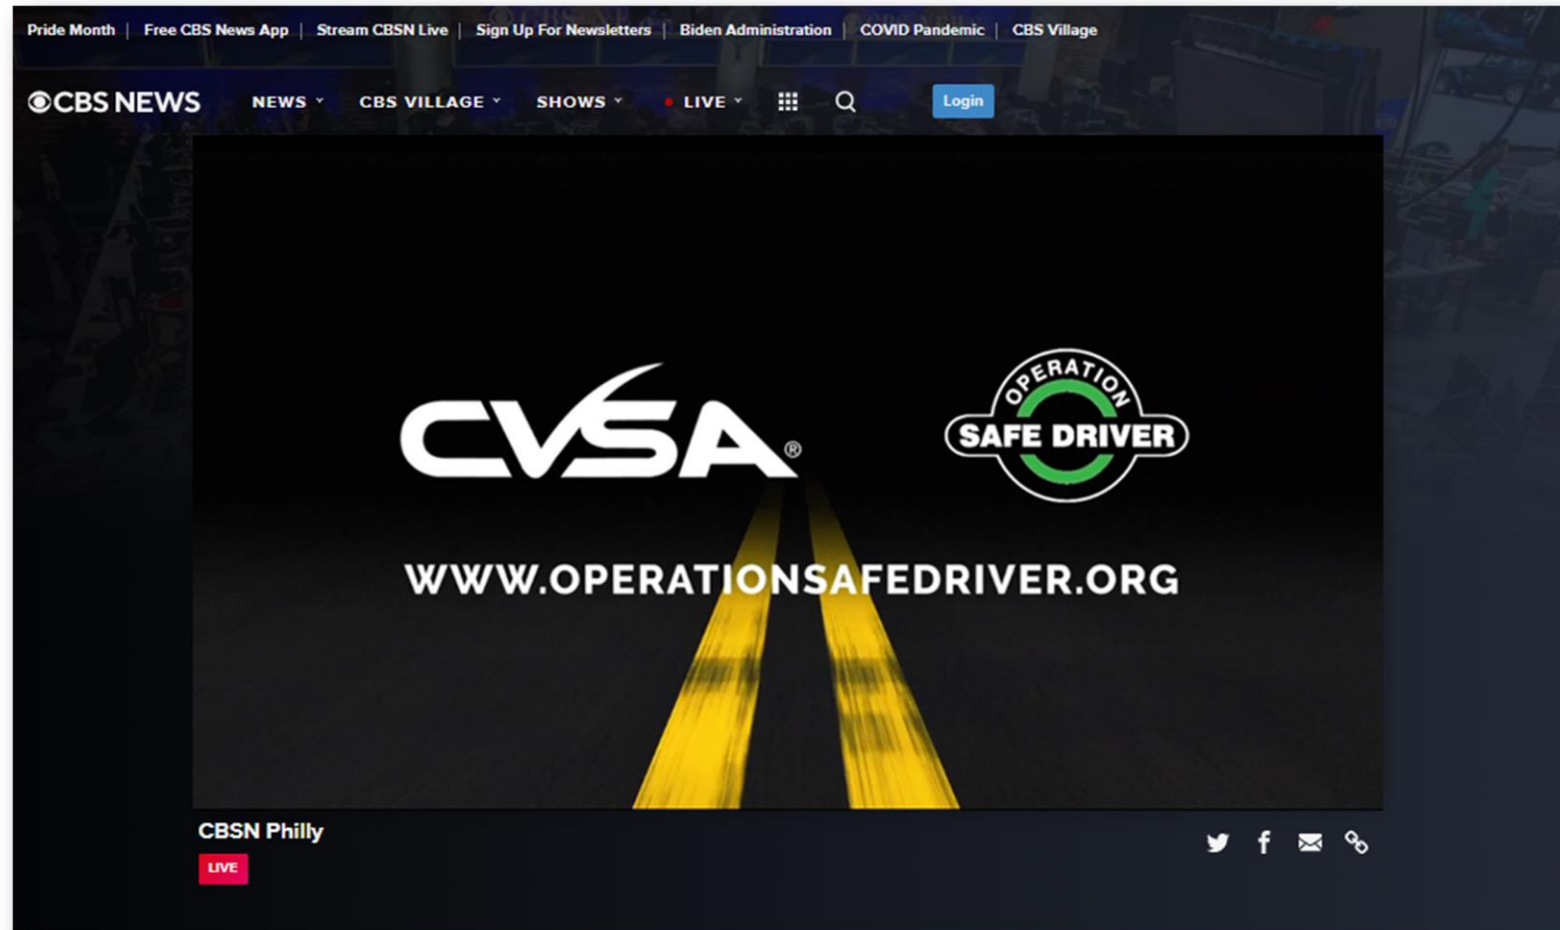 Pride Month | Free CBS News App | Stream CBSN Live | Sign Up For Newsletters | Biden Administration | COVID Pandemic | CBS Village
CBS NEWS NEWS CBS VILLAGE SHOWS LIVE Login
OPERATION
CVSA® SAFE DRIVER
WWW.OPERATIONSAFEDRIVER.ORG
CBSN Philly
LIVE